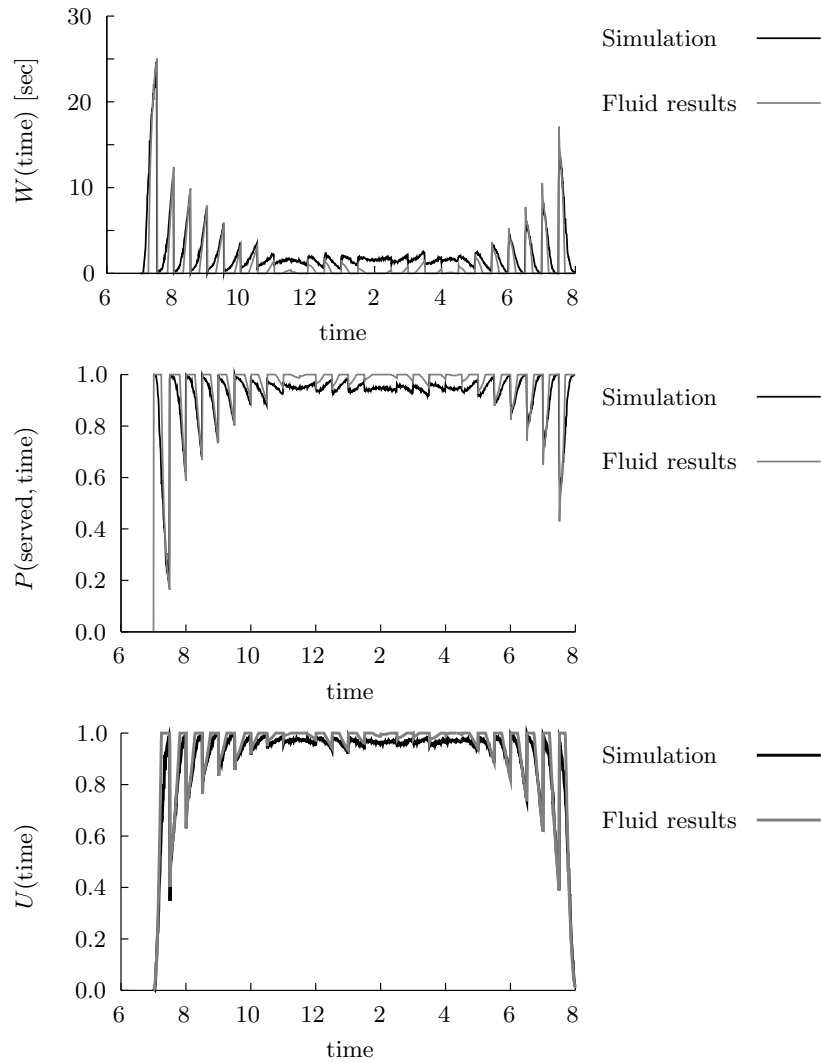 W(time) [sec]
30
20
10
0
6 8 10 12 2 4 6 8
time
Simulation
Fluid results
P(served, time)
1.0
0.8
0.6
0.4
0.2
0.0
6 8 10 12 2 4 6 8
time
Simulation
Fluid results
U(time)
1.0
0.8
0.6
0.4
0.2
0.0
6 8 10 12 2 4 6 8
time
Simulation
Fluid results